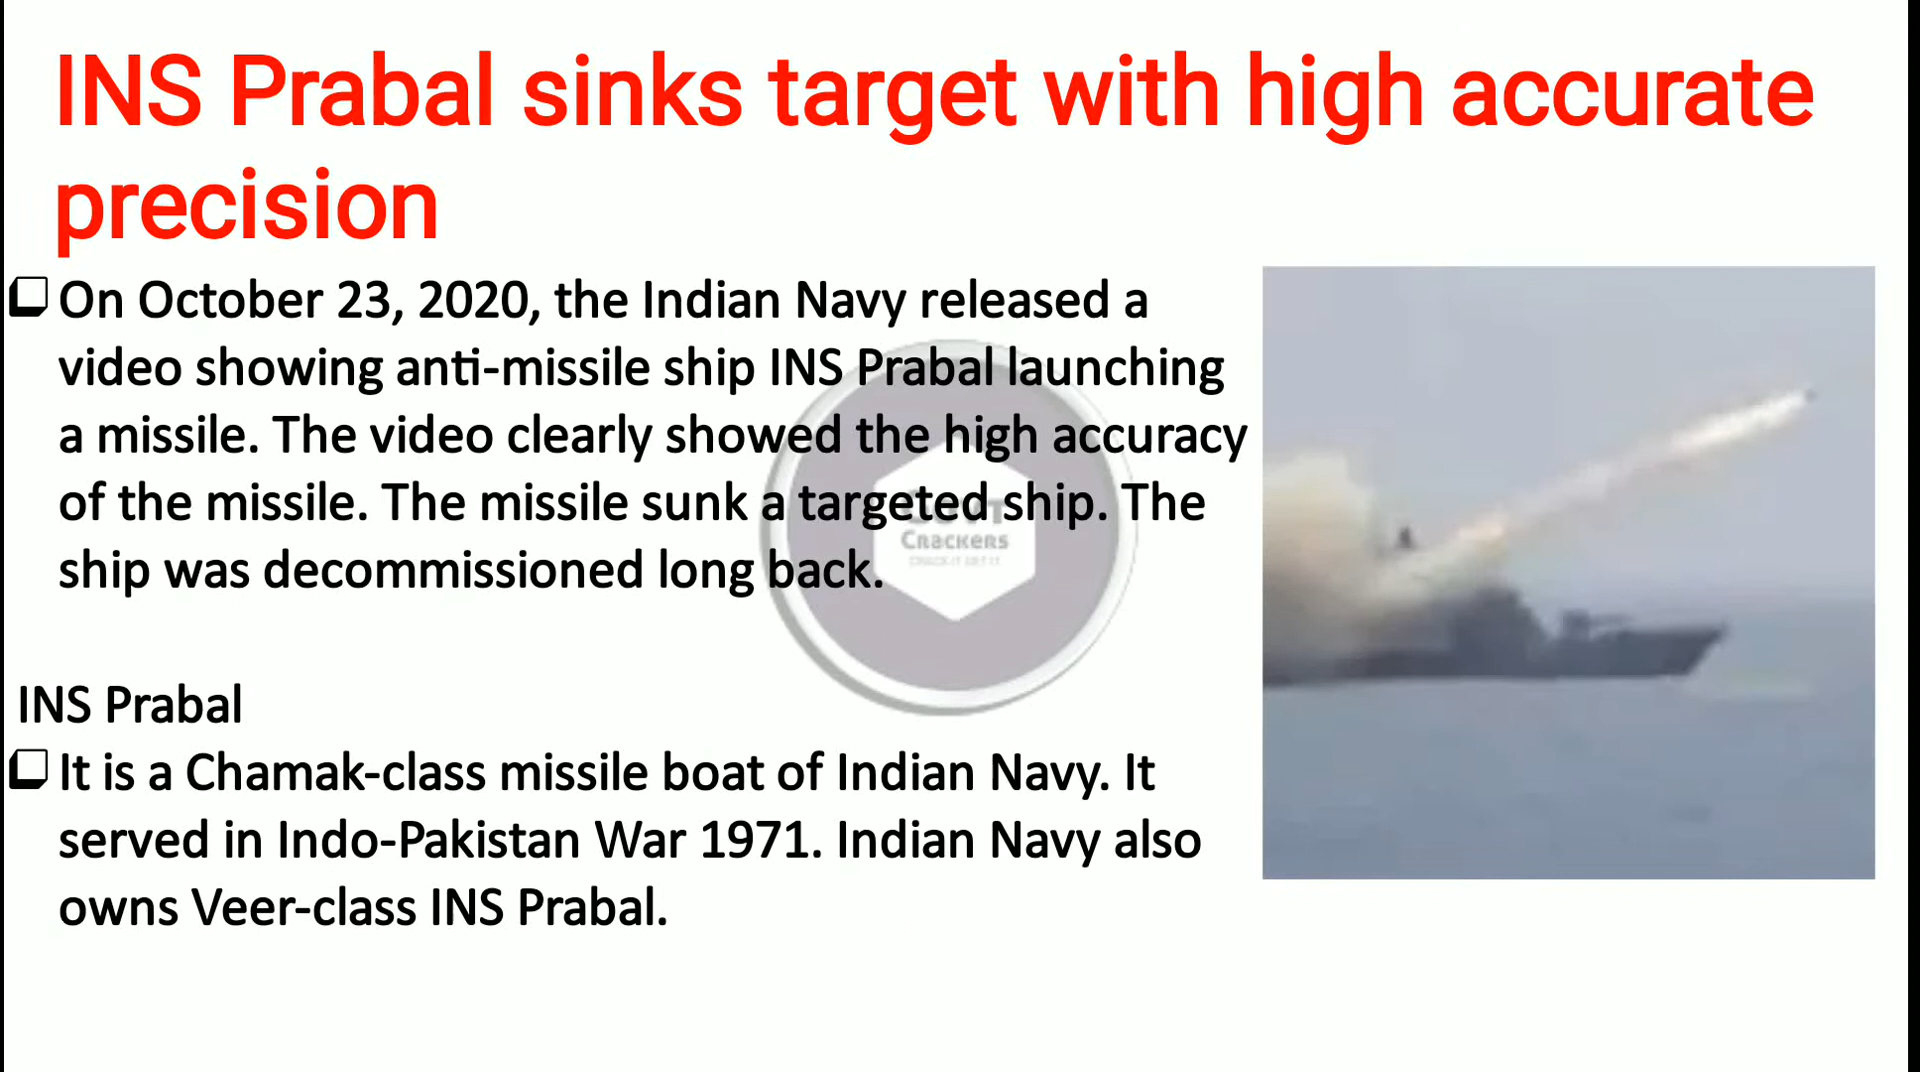 INS Prabal sinks target with high accurate
precision
On October 23, 2020, the Indian Navy released a
video showing anti-missile ship INS Prabal launching
a missile. The video clearly showed the high accuracy
of the missile. The missile sunk a targeted ship. The
ship was decommissioned long back.
Crackers
INS Prabal
It is a Chamak-class missile boat of Indian Navy. It
served in Indo-Pakistan War 1971. Indian Navy also
owns Veer-class INS Prabal.